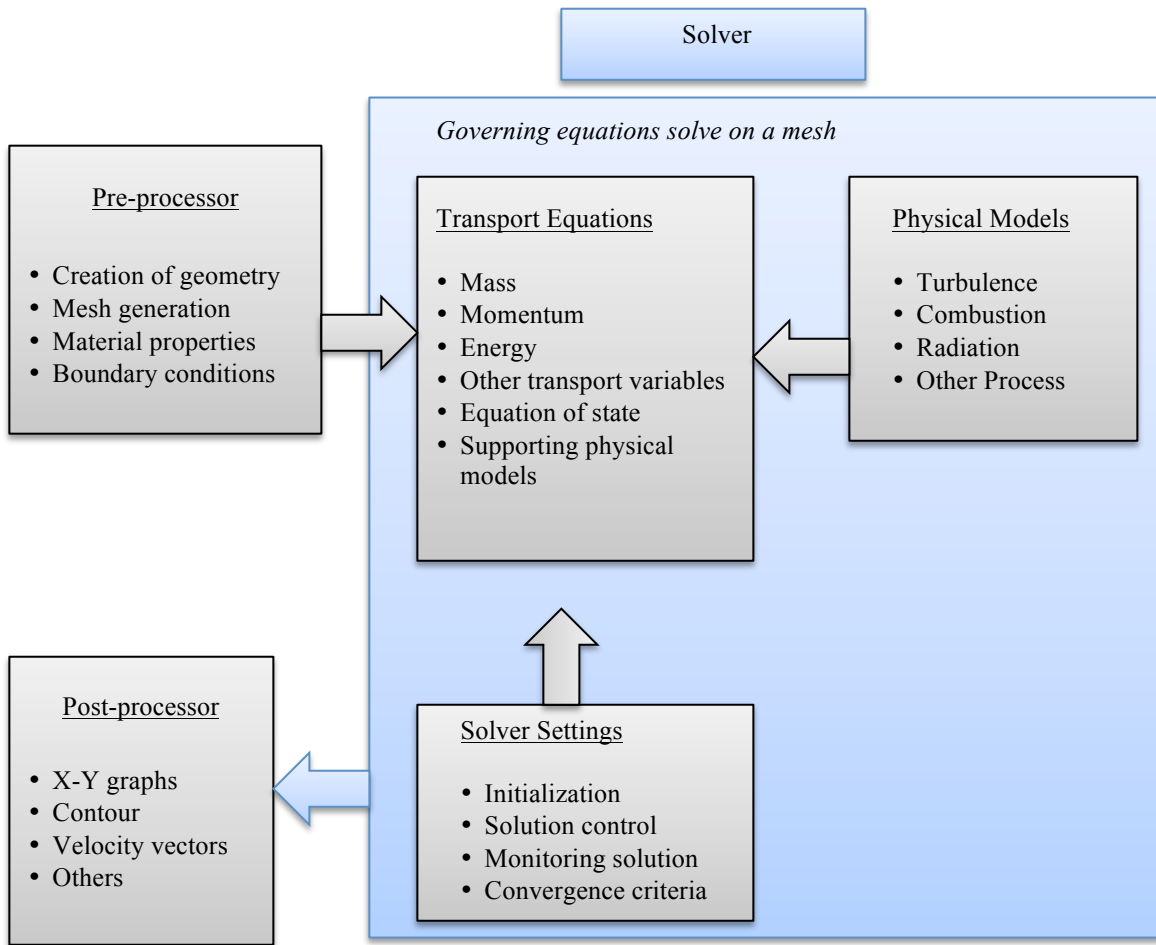 Solver
Governing equations solve on a mesh
Pre-processor
• Creation of geometry
• Mesh generation
• Material properties
• Boundary conditions
Transport Equations
• Mass
• Momentum
• Energy
• Other transport variables
• Equation of state
• Supporting physical
models
Physical Models
• Turbulence
• Combustion
• Radiation
• Other Process
Post-processor
• X-Y graphs
• Contour
• Velocity vectors
• Others
Solver Settings
• Initialization
• Solution control
• Monitoring solution
• Convergence criteria